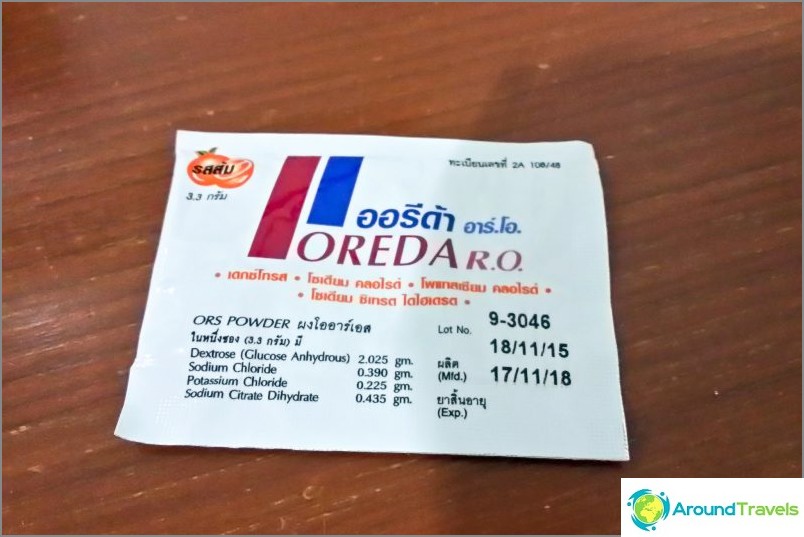 รสส้ม
3.3 กรัม
ทะเบียนเลขที่ 2A 108/48
ออรีด้า อาร์.โอ.
OREDA R.O.
• เดกซ์โทรส • โซเดียม คลอไรด์ • โพแทสเซียม คลอไรด์ •
• โซเดียม ซิเทรต ไดไฮเดรต •
ORS POWDER ผงโออาร์เอส
ในหนึ่งซอง (3.3 กรัม) มี
Dextrose (Glucose Anhydrous) 2.025 gm.
Sodium Chloride 0.390 gm.
Potassium Chloride 0.225 gm.
Sodium Citrate Dihydrate 0.435 gm.
Lot No. 9-3046
18/11/15
ผลิต
(Mfd.) 17/11/18
ยาสิ้นอายุ
(Exp.)
AroundTravels